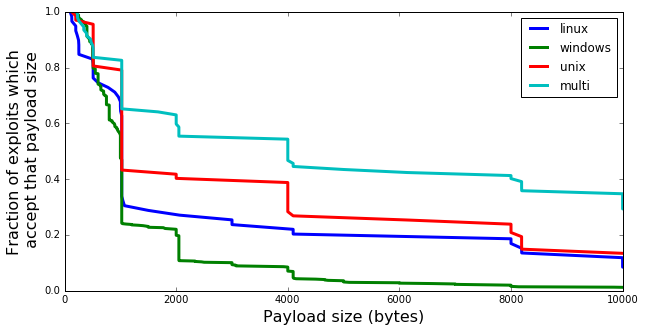 1.0
0.8
0.6
0.4
0.2
0.0
0
2000
4000
6000
8000
10000
Fraction of exploits which
accept that payload size
Payload size (bytes)
linux
windows
unix
multi